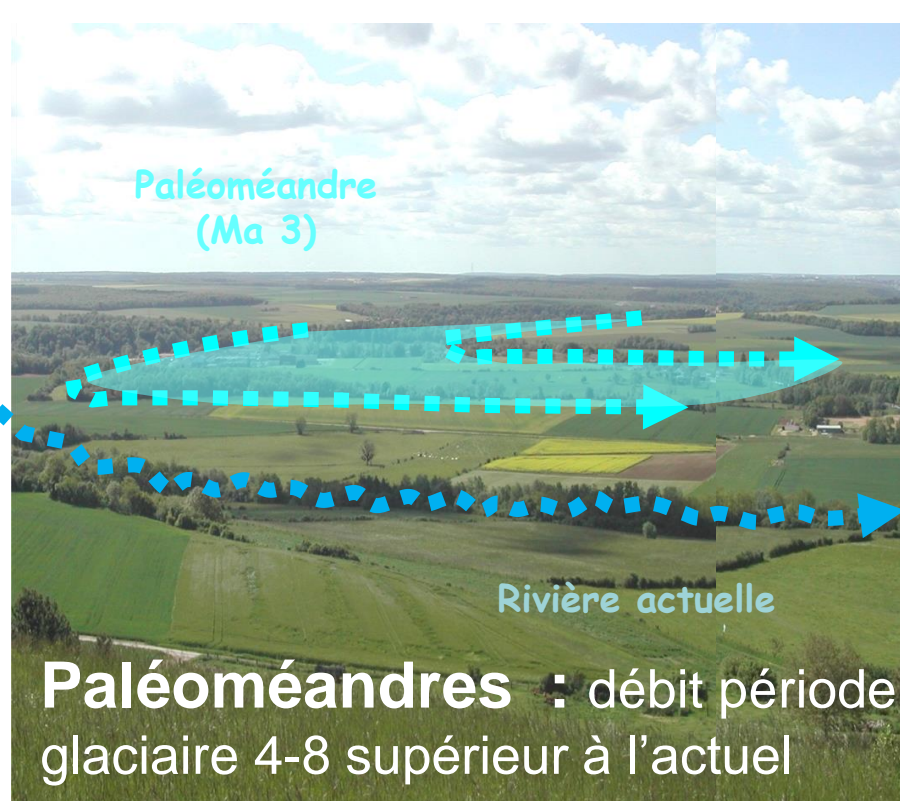 Paléoméandre
(Ma 3)
Rivière actuelle
Paléoméandres : débit période
glaciaire 4-8 supérieur à l’actuel